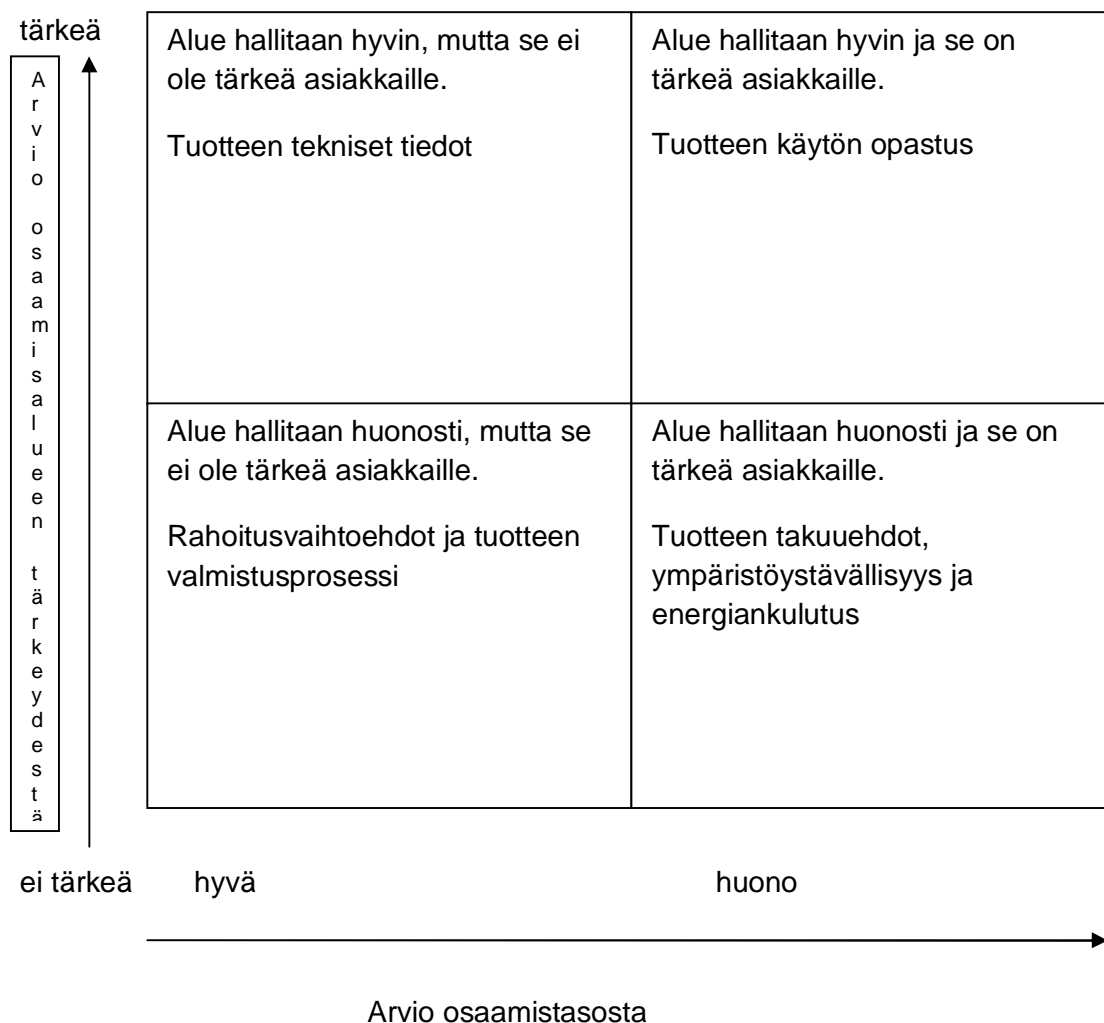 tärkeä
Arvio osaamisalueen tärkeydestä
Alue hallitaan hyvin, mutta se ei
ole tärkeä asiakkaille.
Tuotteen tekniset tiedot
Alue hallitaan hyvin ja se on
tärkeä asiakkaille.
Tuotteen käytön opastus
Alue hallitaan huonosti, mutta se
ei ole tärkeä asiakkaille.
Rahoitusvaihtoehdot ja tuotteen
valmistusprosessi
Alue hallitaan huonosti ja se on
tärkeä asiakkaille.
Tuotteen takuuehdot,
ympäristöystävällisyys ja
energiankulutus
ei tärkeä
hyvä
huono
Arvio osaamistasosta